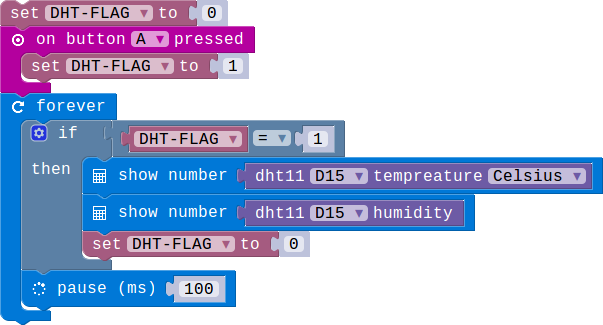 set DHT-FLAG to 0
on button A pressed
set DHT-FLAG to 1
forever
if DHT-FLAG = 1
then show number dht11 D15 tempreature Celsius
show number dht11 D15 humidity
set DHT-FLAG to 0
pause (ms) 100